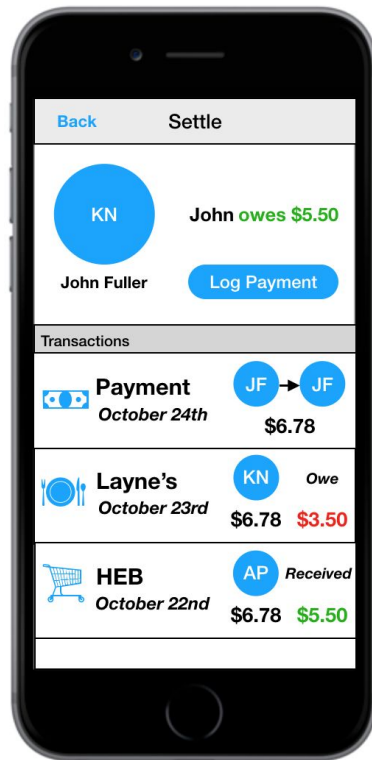 Back Settle
KN
John owes $5.50
John Fuller
Log Payment
Transactions
Payment
October 24th
JF JF
$6.78
Layne's
October 23rd
KN Owe
$6.78 $3.50
HEB
October 22nd
AP Received
$6.78 $5.50